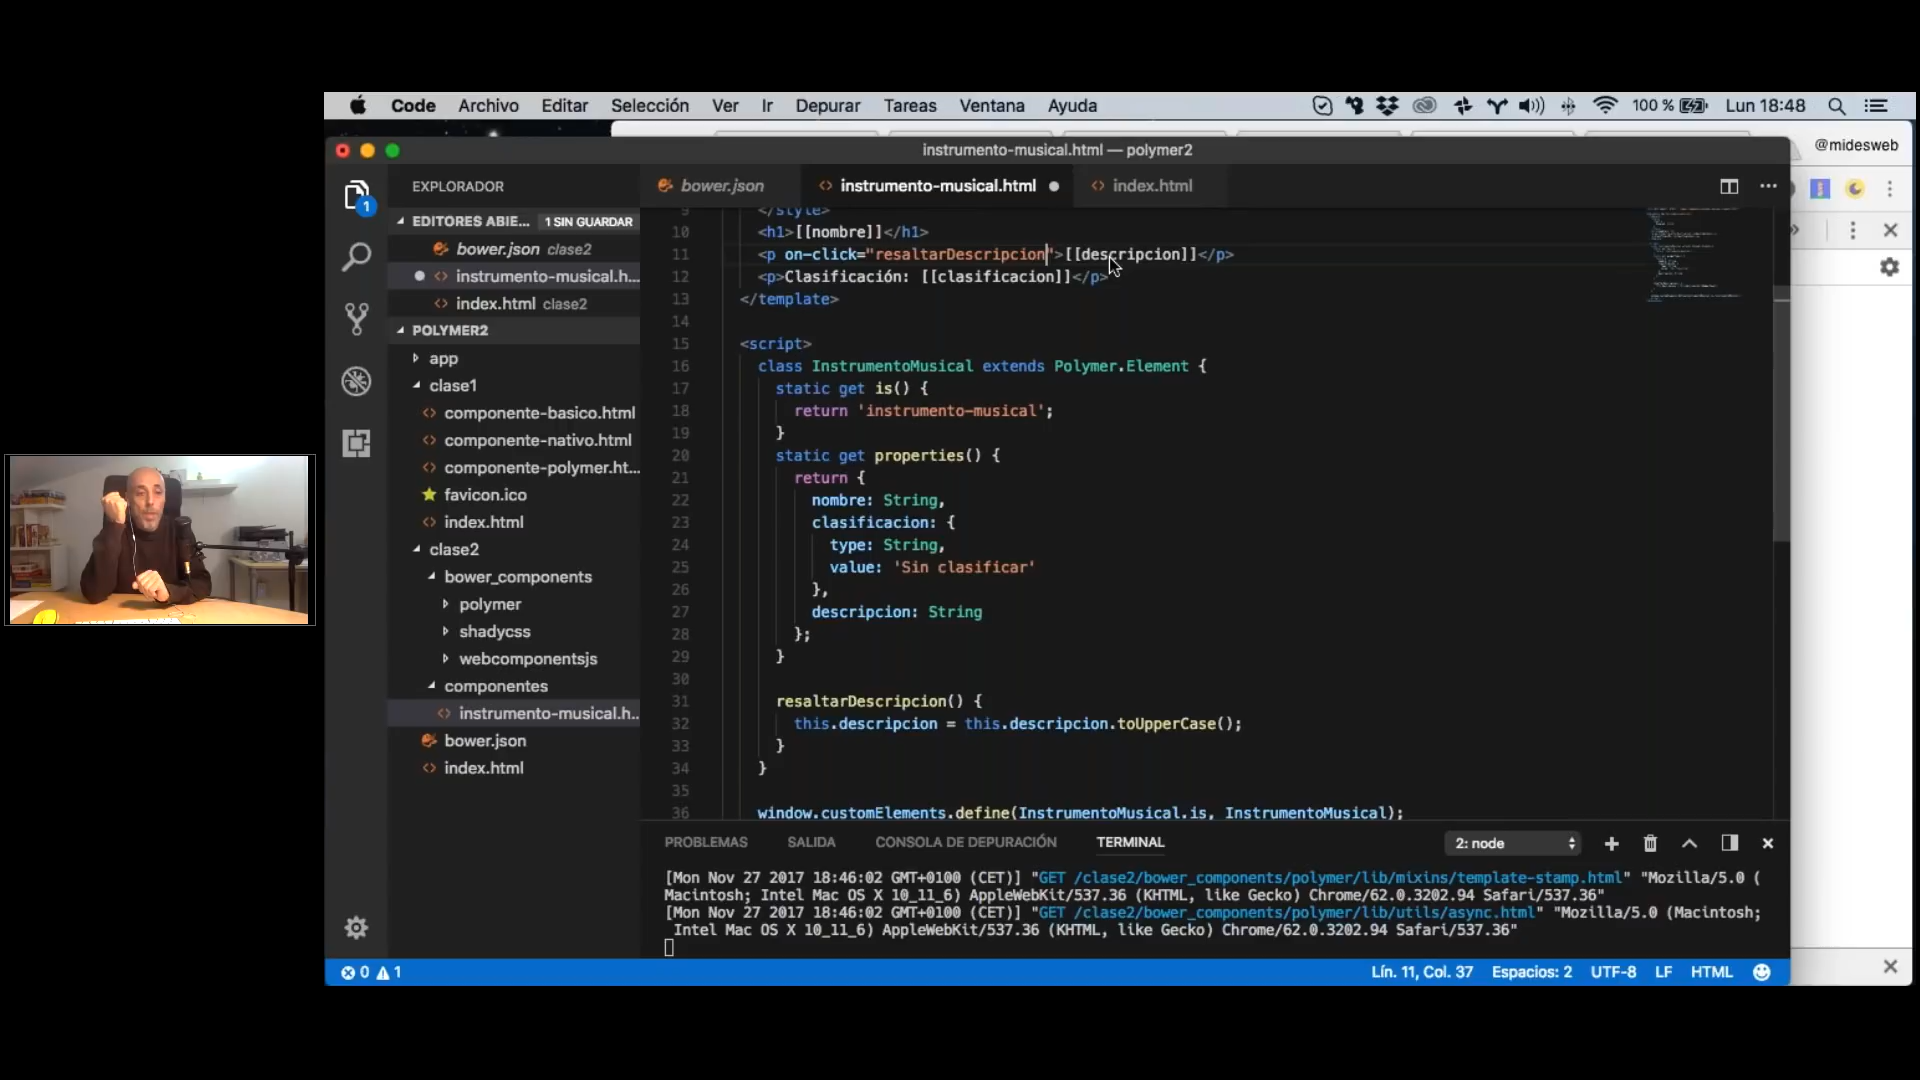 Code Archivo Editar Selección Ver Ir Depurar Tareas Ventana Ayuda 100 % Lun 18:48
@midesweb
instrumento-musical.html — polymer2
EXPLORADOR
EDITORES ABIE... 1 SIN GUARDAR
bower.json clase2
instrumento-musical.h...
index.html clase2
POLYMER2
app
clase1
componente-basico.html
componente-nativo.html
componente-polymer.ht...
favicon.ico
index.html
clase2
bower_components
polymer
shadycss
webcomponentsjs
componentes
instrumento-musical.h...
bower.json
index.html
1
bower.json instrumento-musical.html index.html
9 </style>
10 <h1>[[nombre]]</h1>
11 <p on-click="resaltarDescripcion">[[descripcion]]</p>
12 <p>Clasificación: [[clasificacion]]</p>
13 </template>
14
15 <script>
16 class InstrumentoMusical extends Polymer.Element {
17 static get is() {
18 return 'instrumento-musical';
19 }
20 static get properties() {
21 return {
22 nombre: String,
23 clasificacion: {
24 type: String,
25 value: 'Sin clasificar'
26 },
27 descripcion: String
28 };
29 }
30
31 resaltarDescripcion() {
32 this.descripcion = this.descripcion.toUpperCase();
33 }
34 }
35
36 window.customElements.define(InstrumentoMusical.is, InstrumentoMusical);
PROBLEMAS SALIDA CONSOLA DE DEPURACIÓN TERMINAL 2: node
[Mon Nov 27 2017 18:46:02 GMT+0100 (CET)] "GET /clase2/bower_components/polymer/lib/mixins/template-stamp.html" "Mozilla/5.0 (
Macintosh; Intel Mac OS X 10_11_6) AppleWebKit/537.36 (KHTML, like Gecko) Chrome/62.0.3202.94 Safari/537.36"
[Mon Nov 27 2017 18:46:02 GMT+0100 (CET)] "GET /clase2/bower_components/polymer/lib/utils/async.html" "Mozilla/5.0 (Macintosh;
Intel Mac OS X 10_11_6) AppleWebKit/537.36 (KHTML, like Gecko) Chrome/62.0.3202.94 Safari/537.36"
0 1 Lín. 11, Col. 37 Espacios: 2 UTF-8 LF HTML